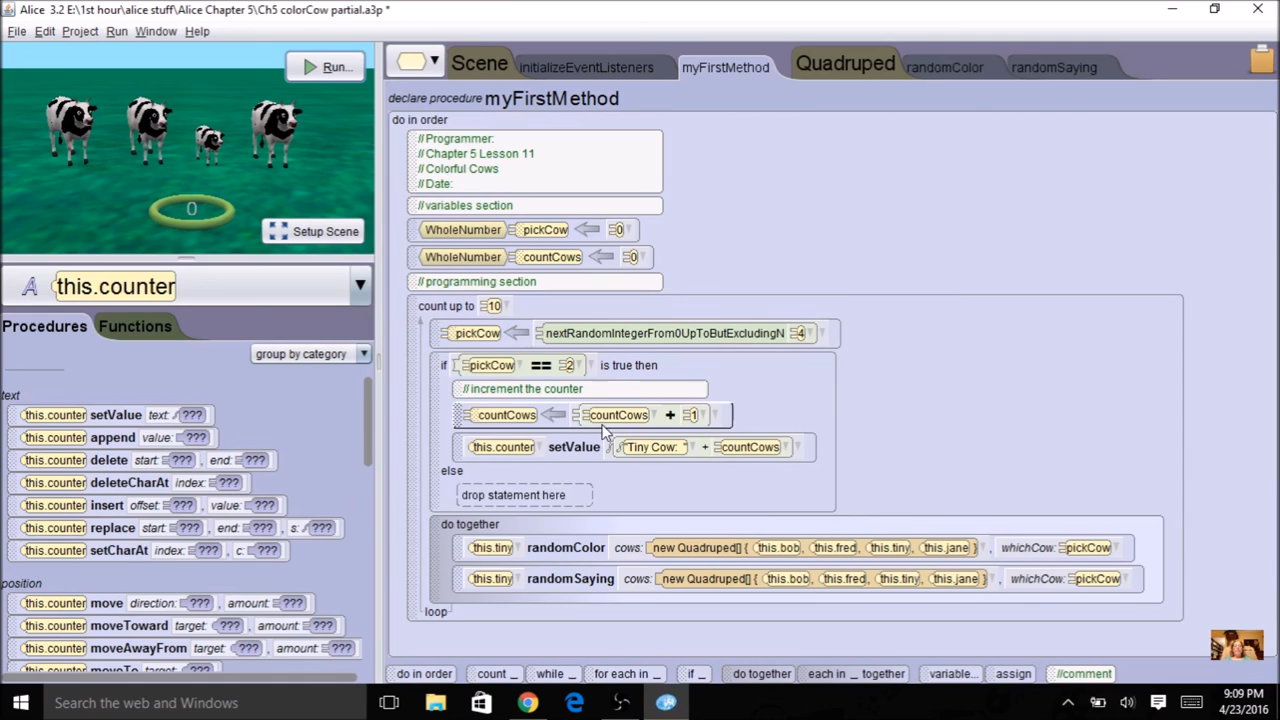 Alice 3.2 E:\1st hour\alice stuff\Alice Chapter 5\Ch5 colorCow partial.a3p *
File Edit Project Run Window Help
Run...
0
Setup Scene
this.counter
Procedures Functions
group by category
text
this.counter setValue text: ???
this.counter append value: ???
this.counter delete start: ??? , end: ???
this.counter deleteCharAt index: ???
this.counter insert offset: ??? , value: ???
this.counter replace start: ??? , end: ??? , s: ???
this.counter setCharAt index: ??? , c: ???
position
this.counter move direction: ??? , amount: ???
this.counter moveToward target: ??? , amount: ???
this.counter moveAwayFrom target: ??? , amount: ???
this.counter moveTo target: ???
Scene initializeEventListeners myFirstMethod Quadruped randomColor randomSaying
declare procedure myFirstMethod
do in order
//Programmer:
//Chapter 5 Lesson 11
//Colorful Cows
//Date:
//variables section
WholeNumber pickCow 0
WholeNumber countCows 0
//programming section
count up to 10
pickCow nextRandomIntegerFrom0UpToButExcludingN 4
if pickCow == 2 is true then
//increment the counter
countCows countCows + 1
this.counter setValue "Tiny Cow: " + countCows
else
drop statement here
do together
this.tiny randomColor cows: new Quadruped[] { this.bob , this.fred , this.tiny , this.jane } , whichCow: pickCow
this.tiny randomSaying cows: new Quadruped[] { this.bob , this.fred , this.tiny , this.jane } , whichCow: pickCow
loop
do in order count _ while _ for each in _ if _ do together each in _ together variable... assign //comment
Search the web and Windows
9:09 PM
4/23/2016